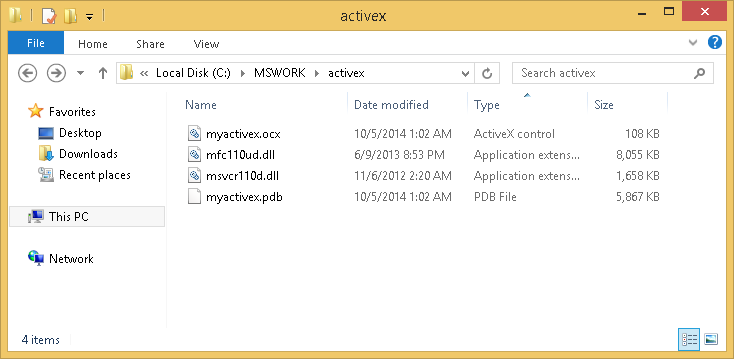 activex
File Home Share View
« Local Disk (C:) MSWORK activex Search activex
Name Date modified Type Size
Favorites
Desktop
Downloads
Recent places
This PC
Network
myactivex.ocx 10/5/2014 1:02 AM ActiveX control 108 KB
mfc110ud.dll 6/9/2013 8:53 PM Application extens... 8,055 KB
msvcr110d.dll 11/6/2012 2:20 AM Application extens... 1,658 KB
myactivex.pdb 10/5/2014 1:02 AM PDB File 5,867 KB
4 items